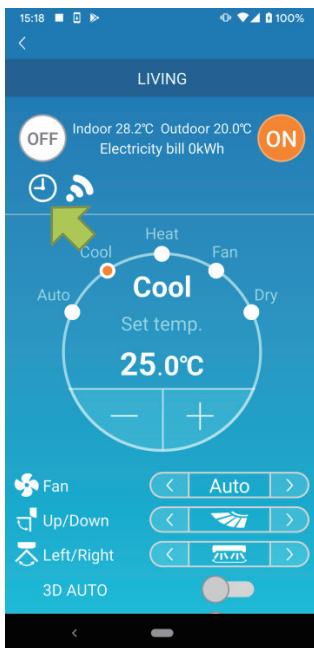 15:18 100%
LIVING
OFF Indoor 28.2℃ Outdoor 20.0℃ ON
Electricity bill 0kWh
Heat
Cool Fan
Auto Cool Dry
Set temp.
25.0℃
− +
Fan Auto
Up/Down
Left/Right
3D AUTO